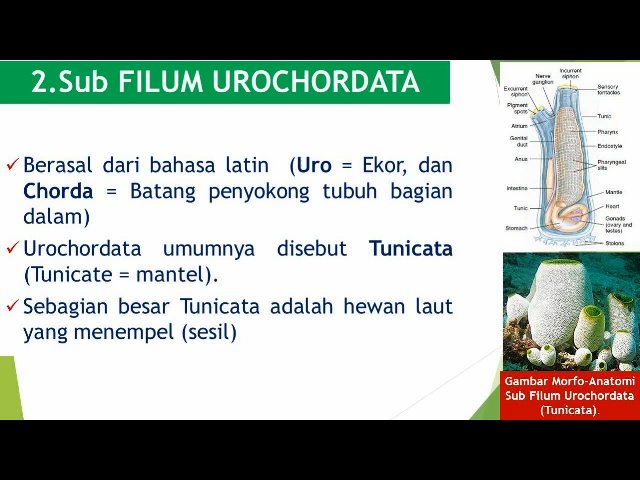 2.Sub FILUM UROCHORDATA
Berasal dari bahasa latin (Uro = Ekor, dan
Chorda = Batang penyokong tubuh bagian
dalam)
Urochordata umumnya disebut Tunicata
(Tunicate = mantel).
Sebagian besar Tunicata adalah hewan laut
yang menempel (sesil)
Incurrent
siphon
Nerve
ganglion
Excurrent
siphon
Pigment
spots
Atrium
Genital
duct
Anus
Intestine
Tunic
Stomach
Sensory
tentacles
Tunic
Pharynx
Endostyle
Pharyngeal
slits
Mantle
Heart
Gonads
(ovary and
testes)
Stolons
Gambar Morfo-Anatomi
Sub Filum Urochordata
(Tunicata).